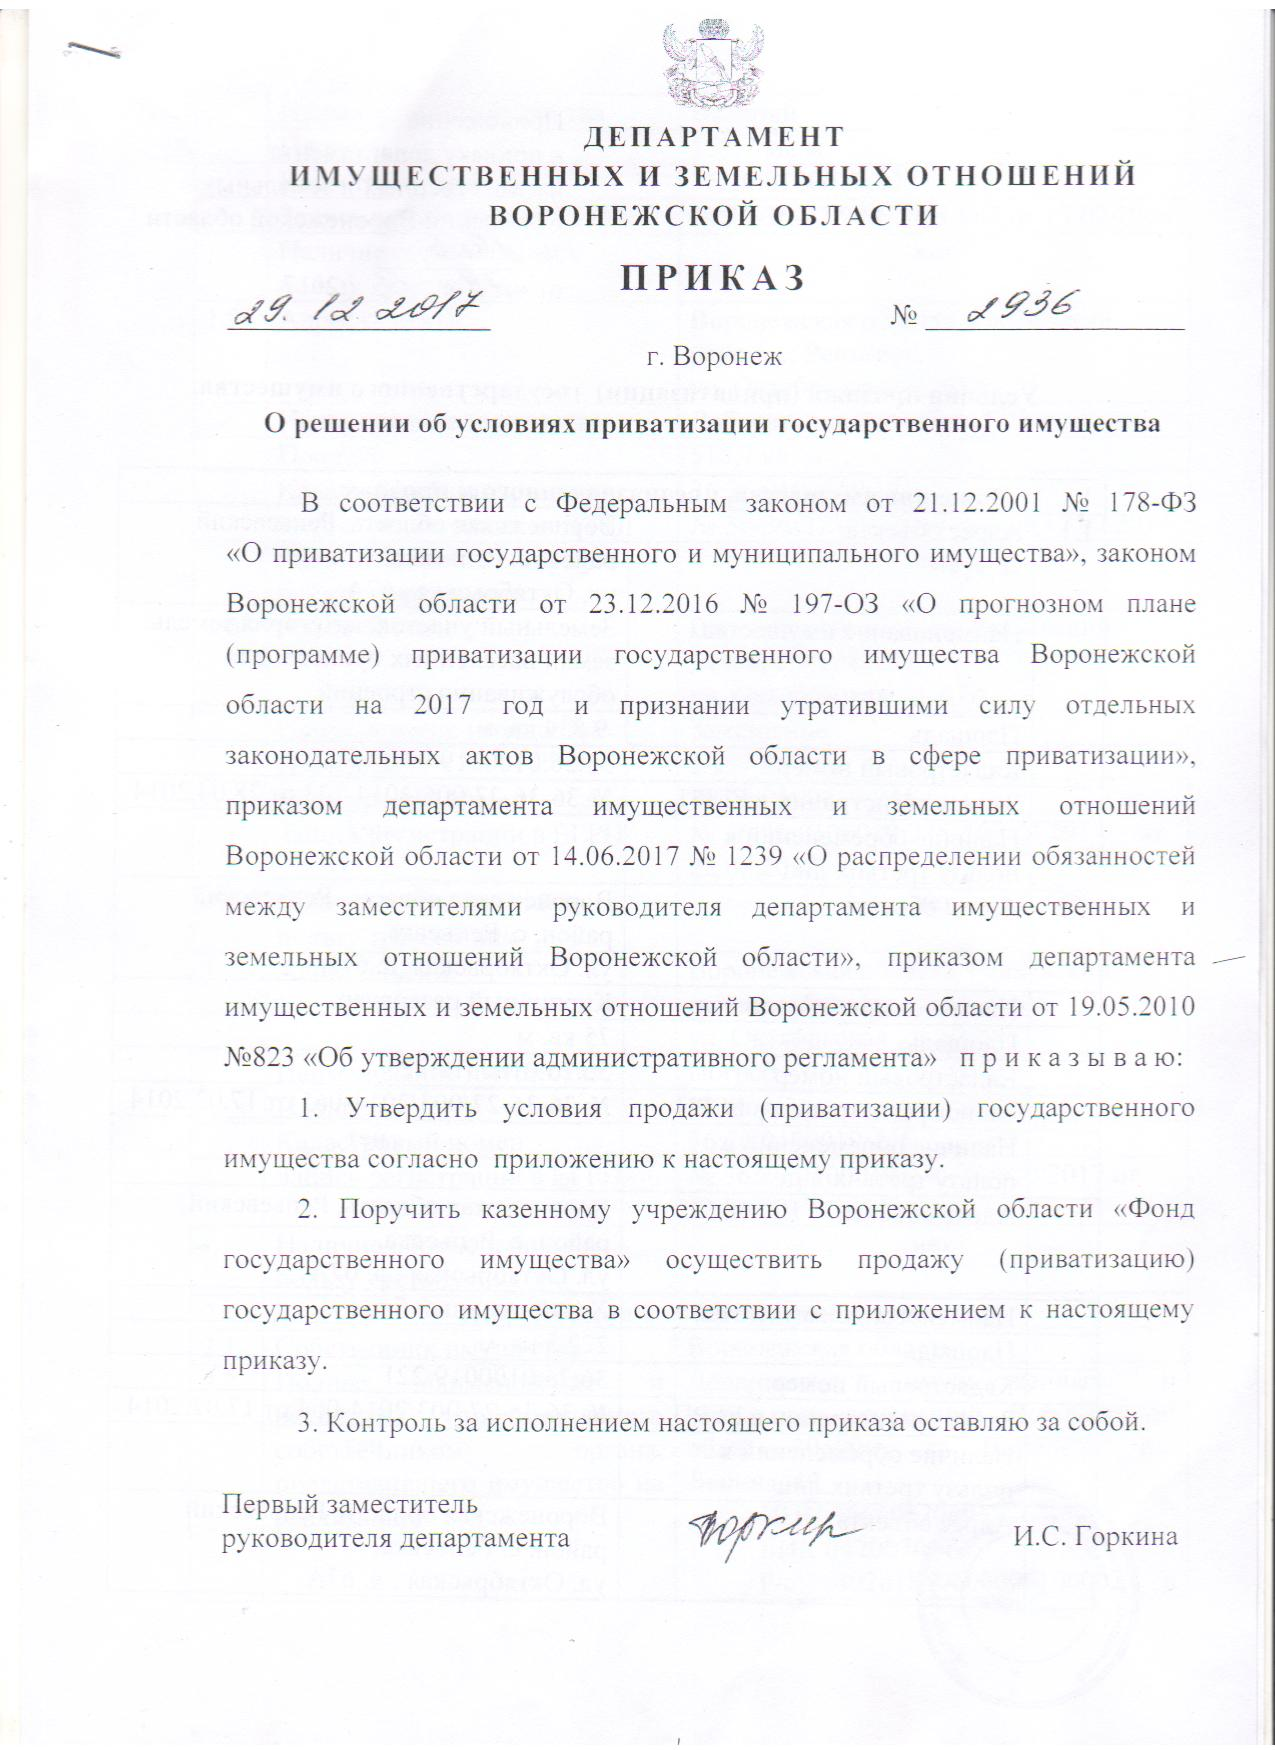 ДЕПАРТАМЕНТ
ИМУЩЕСТВЕННЫХ И ЗЕМЕЛЬНЫХ ОТНОШЕНИЙ
ВОРОНЕЖСКОЙ ОБЛАСТИ
ПРИКАЗ
29. 12 2017 № 2936
г. Воронеж
О решении об условиях приватизации государственного имущества
В соответствии с Федеральным законом от 21.12.2001 № 178-ФЗ
«О приватизации государственного и муниципального имущества», законом
Воронежской области от 23.12.2016 № 197-ОЗ «О прогнозном плане
(программе) приватизации государственного имущества Воронежской
области на 2017 год и признании утратившими силу отдельных
законодательных актов Воронежской области в сфере приватизации»,
приказом департамента имущественных и земельных отношений
Воронежской области от 14.06.2017 № 1239 «О распределении обязанностей
между заместителями руководителя департамента имущественных и
земельных отношений Воронежской области», приказом департамента
имущественных и земельных отношений Воронежской области от 19.05.2010
№823 «Об утверждении административного регламента» п р и к а з ы в а ю:
1. Утвердить условия продажи (приватизации) государственного
имущества согласно приложению к настоящему приказу.
2. Поручить казенному учреждению Воронежской области «Фонд
государственного имущества» осуществить продажу (приватизацию)
государственного имущества в соответствии с приложением к настоящему
приказу.
3. Контроль за исполнением настоящего приказа оставляю за собой.
Первый заместитель
руководителя департамента И.С. Горкина